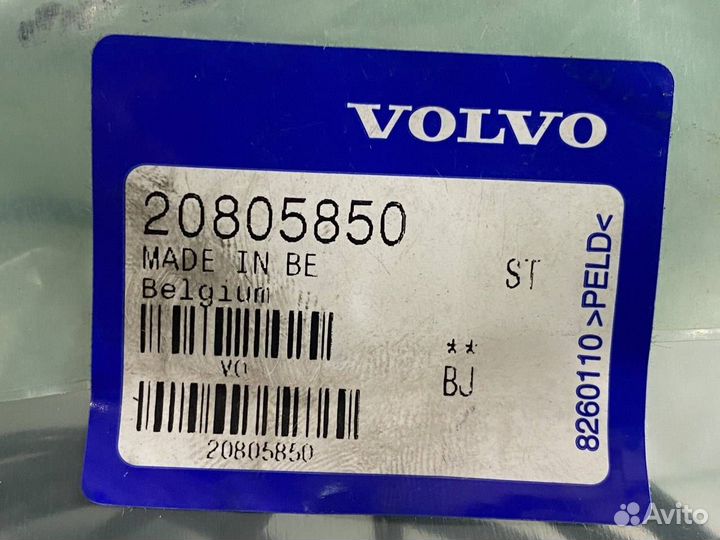 VOLVO
20805850
MADE IN BE
ST
Belgium
VO
**
BJ
20805850
8260110 >PELD<
Avito